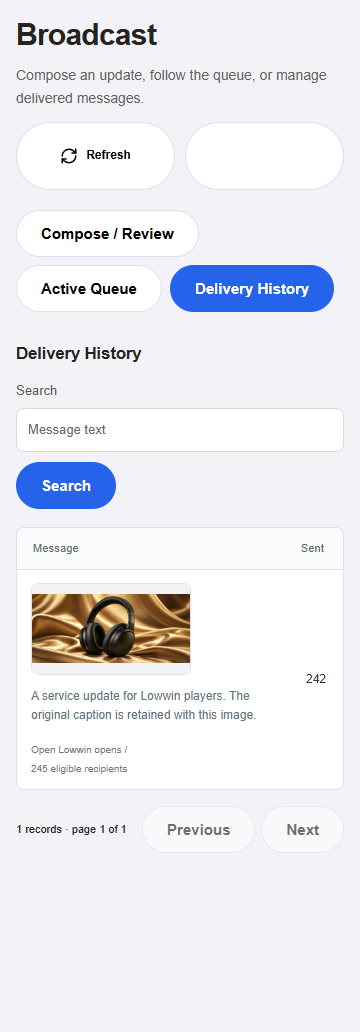 Broadcast
Compose an update, follow the queue, or manage
delivered messages.
Refresh
Compose / Review
Active Queue
Delivery History
Delivery History
Search
Message text
Search
Message
Sent
A service update for Lowwin players. The
original caption is retained with this image.
242
Open Lowwin opens /
245 eligible recipients
1 records · page 1 of 1
Previous
Next